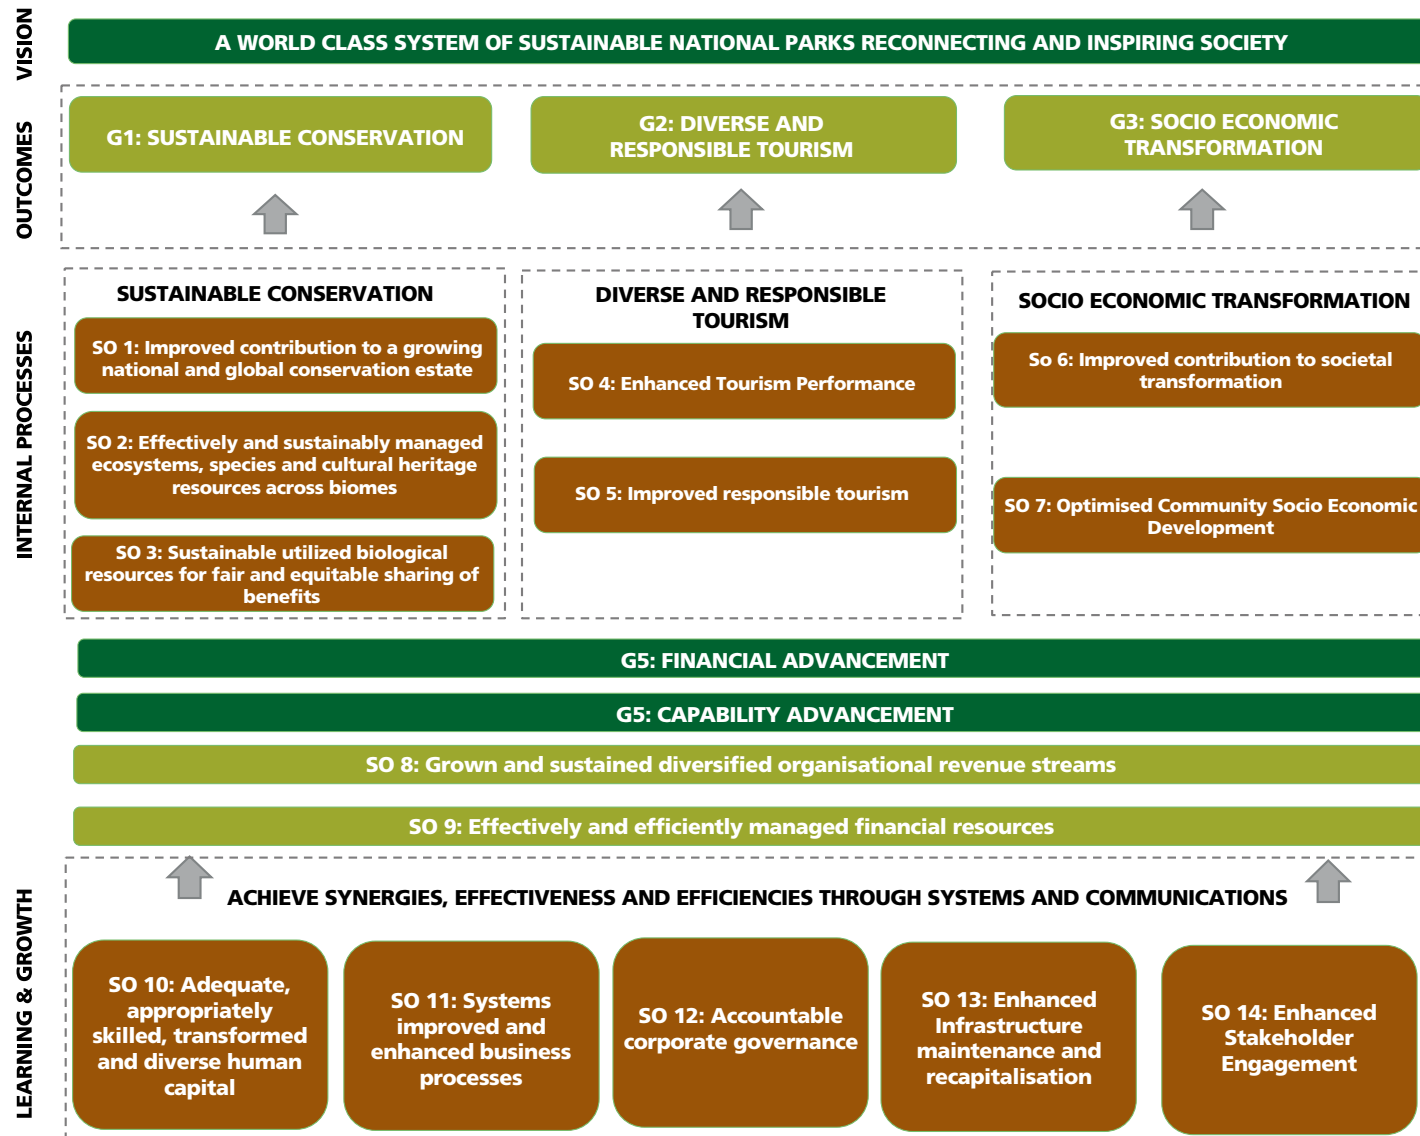 VISION
A WORLD CLASS SYSTEM OF SUSTAINABLE NATIONAL PARKS RECONNECTING AND INSPIRING SOCIETY
OUTCOMES
G1: SUSTAINABLE CONSERVATION
G2: DIVERSE AND
RESPONSIBLE TOURISM
G3: SOCIO ECONOMIC
TRANSFORMATION
INTERNAL PROCESSES
SUSTAINABLE CONSERVATION
SO 1: Improved contribution to a growing
national and global conservation estate
SO 2: Effectively and sustainably managed
ecosystems, species and cultural heritage
resources across biomes
SO 3: Sustainable utilized biological
resources for fair and equitable sharing of
benefits
DIVERSE AND RESPONSIBLE
TOURISM
SO 4: Enhanced Tourism Performance
SO 5: Improved responsible tourism
SOCIO ECONOMIC TRANSFORMATION
So 6: Improved contribution to societal
transformation
SO 7: Optimised Community Socio Economic
Development
G5: FINANCIAL ADVANCEMENT
G5: CAPABILITY ADVANCEMENT
SO 8: Grown and sustained diversified organisational revenue streams
SO 9: Effectively and efficiently managed financial resources
LEARNING & GROWTH
ACHIEVE SYNERGIES, EFFECTIVENESS AND EFFICIENCIES THROUGH SYSTEMS AND COMMUNICATIONS
SO 10: Adequate,
appropriately
skilled, transformed
and diverse human
capital
SO 11: Systems
improved and
enhanced business
processes
SO 12: Accountable
corporate governance
SO 13: Enhanced
Infrastructure
maintenance and
recapitalisation
SO 14: Enhanced
Stakeholder
Engagement